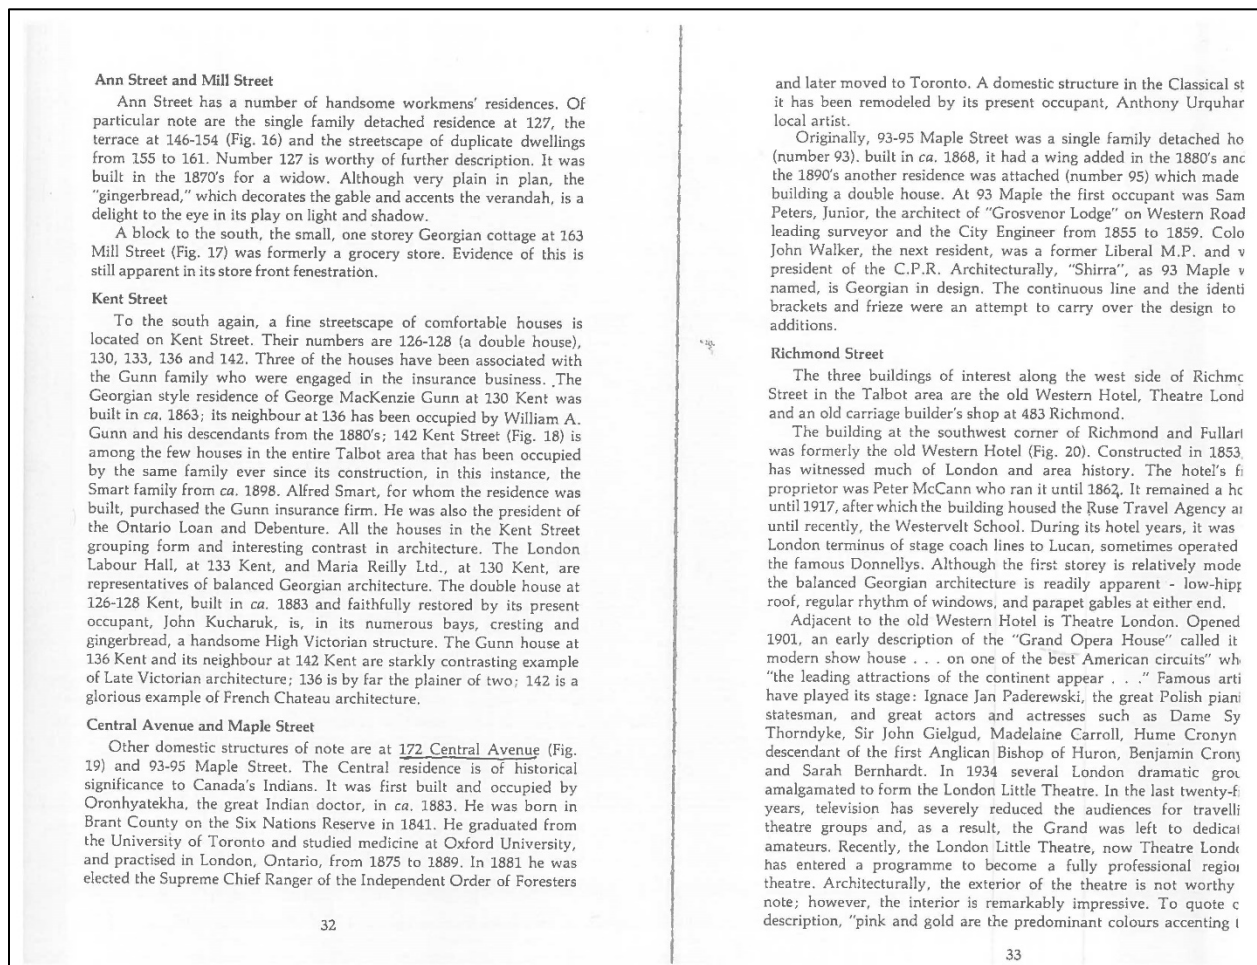 Ann Street and Mill Street
Ann Street has a number of handsome workmens' residences. Of
particular note are the single family detached residence at 127, the
terrace at 146-154 (Fig. 16) and the streetscape of duplicate dwellings
from 155 to 161. Number 127 is worthy of further description. It was
built in the 1870's for a widow. Although very plain in plan, the
"gingerbread," which decorates the gable and accents the verandah, is a
delight to the eye in its play on light and shadow.
A block to the south, the small, one storey Georgian cottage at 163
Mill Street (Fig. 17) was formerly a grocery store. Evidence of this is
still apparent in its store front fenestration.
Kent Street
To the south again, a fine streetscape of comfortable houses is
located on Kent Street. Their numbers are 126-128 (a double house),
130, 133, 136 and 142. Three of the houses have been associated with
the Gunn family who were engaged in the insurance business. The
Georgian style residence of George MacKenzie Gunn at 130 Kent was
built in ca. 1863; its neighbour at 136 has been occupied by William A.
Gunn and his descendants from the 1880's; 142 Kent Street (Fig. 18) is
among the few houses in the entire Talbot area that has been occupied
by the same family ever since its construction, in this instance, the
Smart family from ca. 1898. Alfred Smart, for whom the residence was
built, purchased the Gunn insurance firm. He was also the president of
the Ontario Loan and Debenture. All the houses in the Kent Street
grouping form and interesting contrast in architecture. The London
Labour Hall, at 133 Kent, and Maria Reilly Ltd., at 130 Kent, are
representatives of balanced Georgian architecture. The double house at
126-128 Kent, built in ca. 1883 and faithfully restored by its present
occupant, John Kucharuk, is, in its numerous bays, cresting and
gingerbread, a handsome High Victorian structure. The Gunn house at
136 Kent and its neighbour at 142 Kent are starkly contrasting example
of Late Victorian architecture; 136 is by far the plainer of two; 142 is a
glorious example of French Chateau architecture.
Central Avenue and Maple Street
Other domestic structures of note are at 172 Central Avenue (Fig.
19) and 93-95 Maple Street. The Central residence is of historical
significance to Canada's Indians. It was first built and occupied by
Oronhyatekha, the great Indian doctor, in ca. 1883. He was born in
Brant County on the Six Nations Reserve in 1841. He graduated from
the University of Toronto and studied medicine at Oxford University,
and practised in London, Ontario, from 1875 to 1889. In 1881 he was
elected the Supreme Chief Ranger of the Independent Order of Foresters
32
and later moved to Toronto. A domestic structure in the Classical st
it has been remodeled by its present occupant, Anthony Urquhar
local artist.
Originally, 93-95 Maple Street was a single family detached ho
(number 93). built in ca. 1868, it had a wing added in the 1880's and
the 1890's another residence was attached (number 95) which made
building a double house. At 93 Maple the first occupant was Sam
Peters, Junior, the architect of "Grosvenor Lodge" on Western Road
leading surveyor and the City Engineer from 1855 to 1859. Colo
John Walker, the next resident, was a former Liberal M.P. and v
president of the C.P.R. Architecturally, "Shirra", as 93 Maple w
named, is Georgian in design. The continuous line and the identi
brackets and frieze were an attempt to carry over the design to
additions.
Richmond Street
The three buildings of interest along the west side of Richmo
Street in the Talbot area are the old Western Hotel, Theatre Lond
and an old carriage builder's shop at 483 Richmond.
The building at the southwest corner of Richmond and Fullart
was formerly the old Western Hotel (Fig. 20). Constructed in 1853,
has witnessed much of London and area history. The hotel's fi
proprietor was Peter McCann who ran it until 1862. It remained a ho
until 1917, after which the building housed the Ruse Travel Agency an
until recently, the Westervelt School. During its hotel years, it was
London terminus of stage coach lines to Lucan, sometimes operated
the famous Donnellys. Although the first storey is relatively mode
the balanced Georgian architecture is readily apparent - low-hipp
roof, regular rhythm of windows, and parapet gables at either end.
Adjacent to the old Western Hotel is Theatre London. Opened
1901, an early description of the "Grand Opera House" called it
modern show house . . . on one of the best American circuits" whe
"the leading attractions of the continent appear . . ." Famous arti
have played its stage: Ignace Jan Paderewski, the great Polish piani
statesman, and great actors and actresses such as Dame Sy
Thorndyke, Sir John Gielgud, Madelaine Carroll, Hume Cronyn
descendant of the first Anglican Bishop of Huron, Benjamin Crony
and Sarah Bernhardt. In 1934 several London dramatic grou
amalgamated to form the London Little Theatre. In the last twenty-fi
years, television has severely reduced the audiences for travelli
theatre groups and, as a result, the Grand was left to dedicat
amateurs. Recently, the London Little Theatre, now Theatre Londo
has entered a programme to become a fully professional region
theatre. Architecturally, the exterior of the theatre is not worthy
note; however, the interior is remarkably impressive. To quote o
description, "pink and gold are the predominant colours accenting t
33